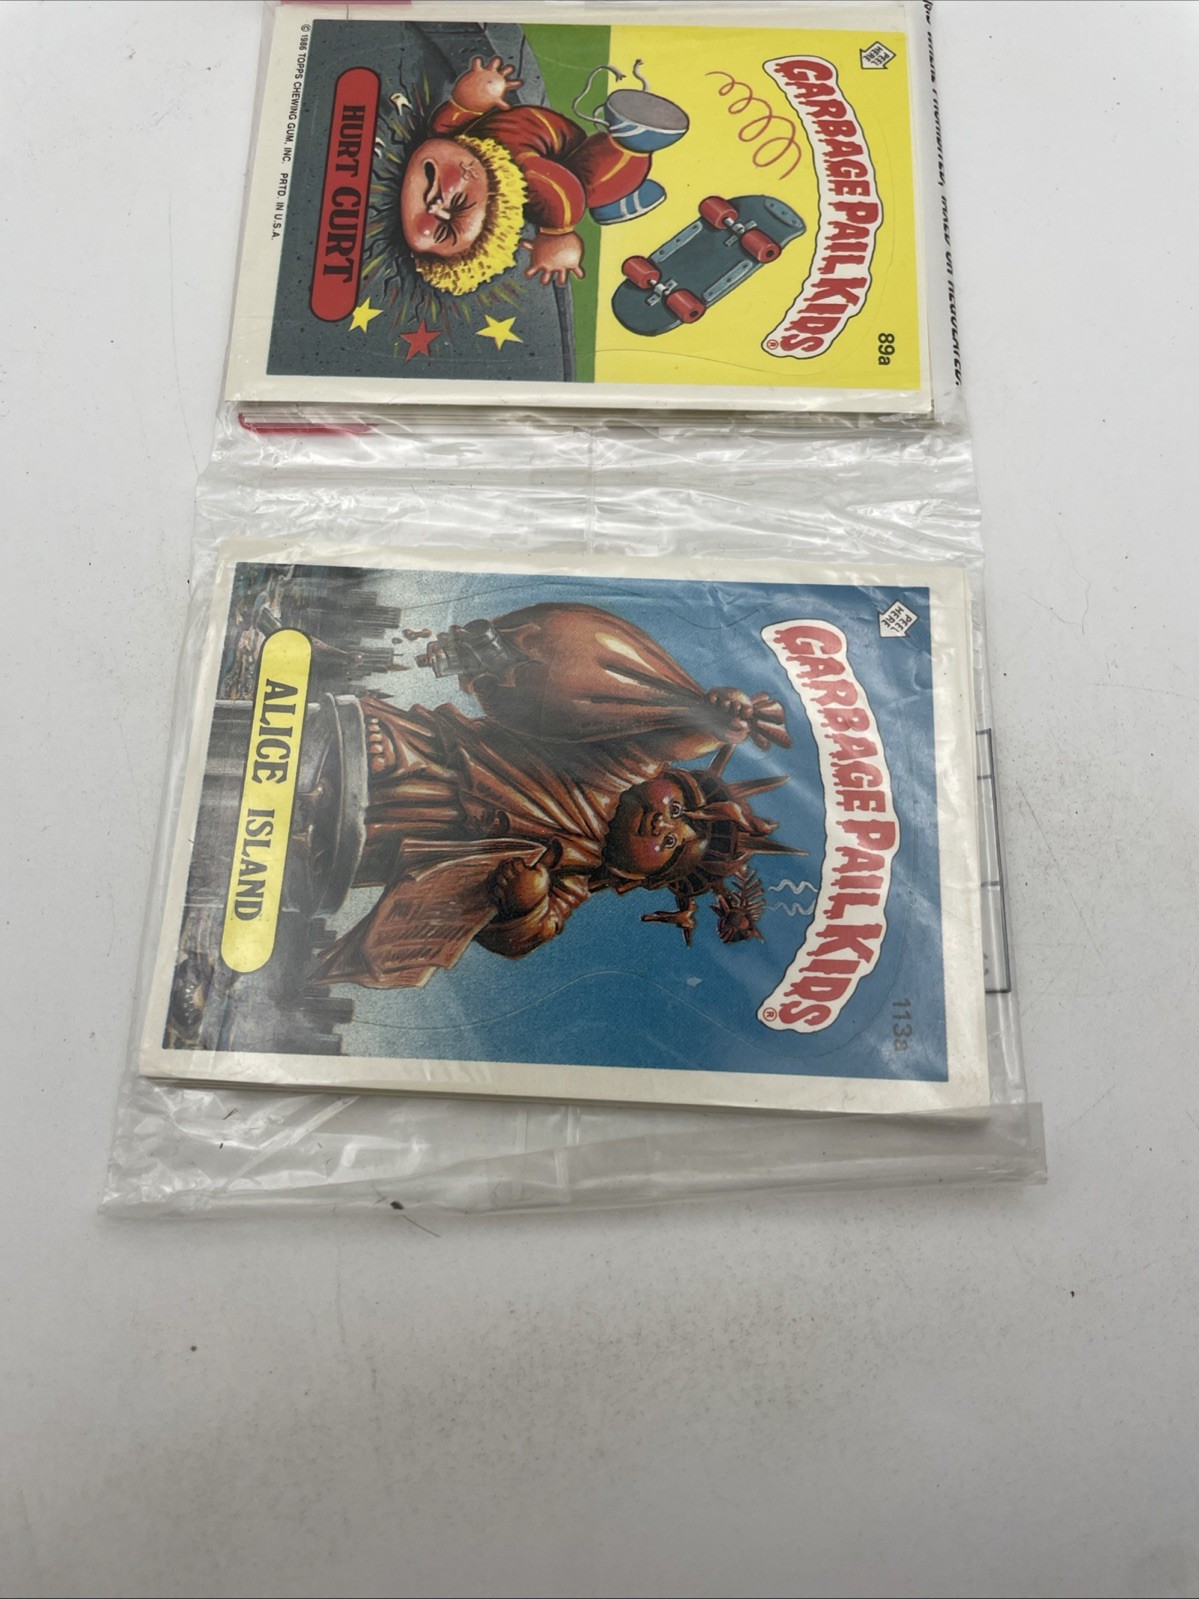 PEEL HERE
GARBAGE PAIL KIDS®
89a
HURT CURT
© 1986 TOPPS CHEWING GUM, INC. PRTD. IN U.S.A.
PEEL HERE
GARBAGE PAIL KIDS®
113a
ALICE ISLAND